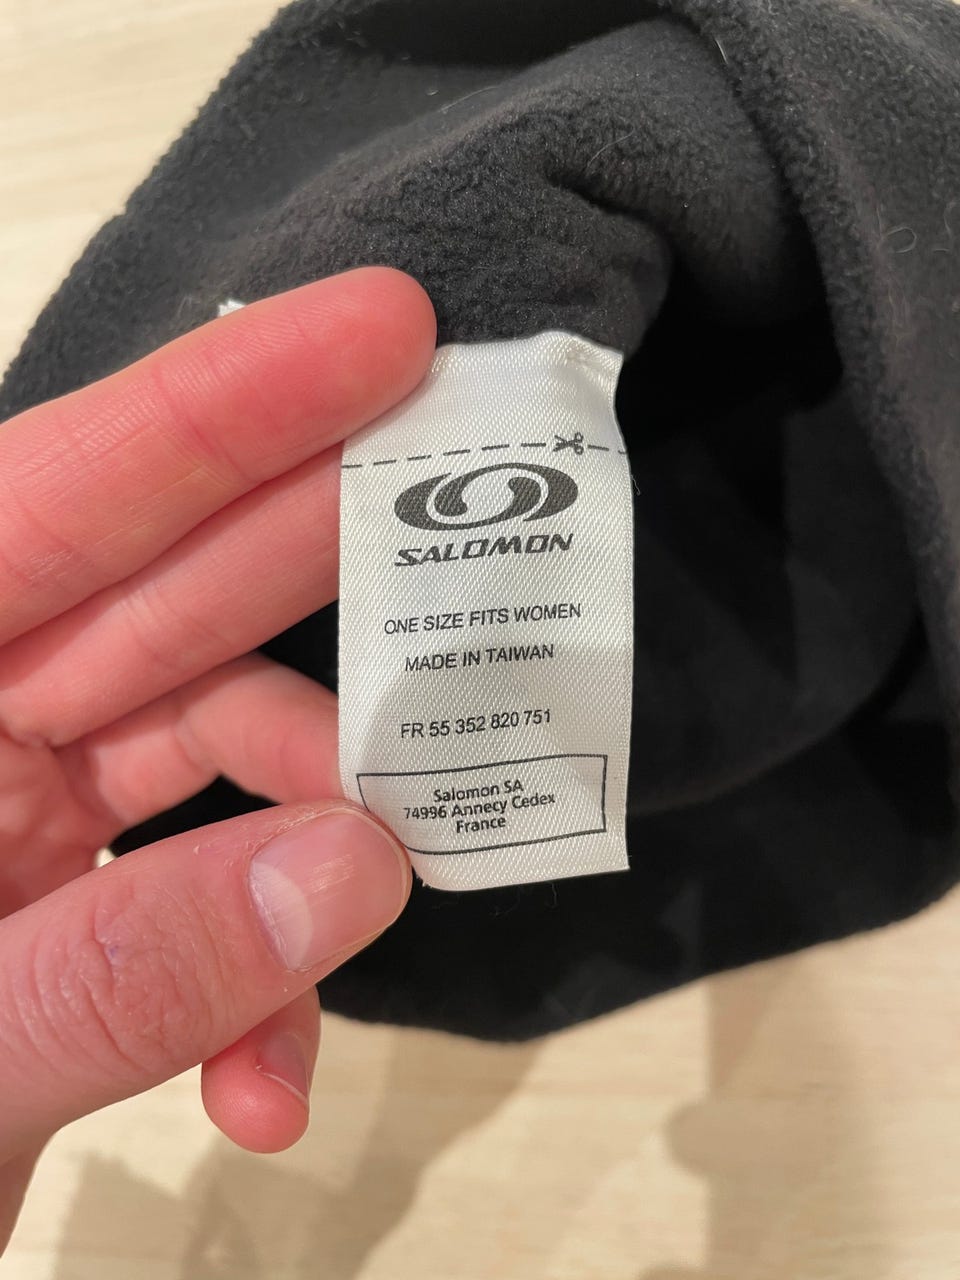 SALOMON
ONE SIZE FITS WOMEN
MADE IN TAIWAN
FR 55 352 820 751
Salomon SA
74996 Annecy Cedex
France